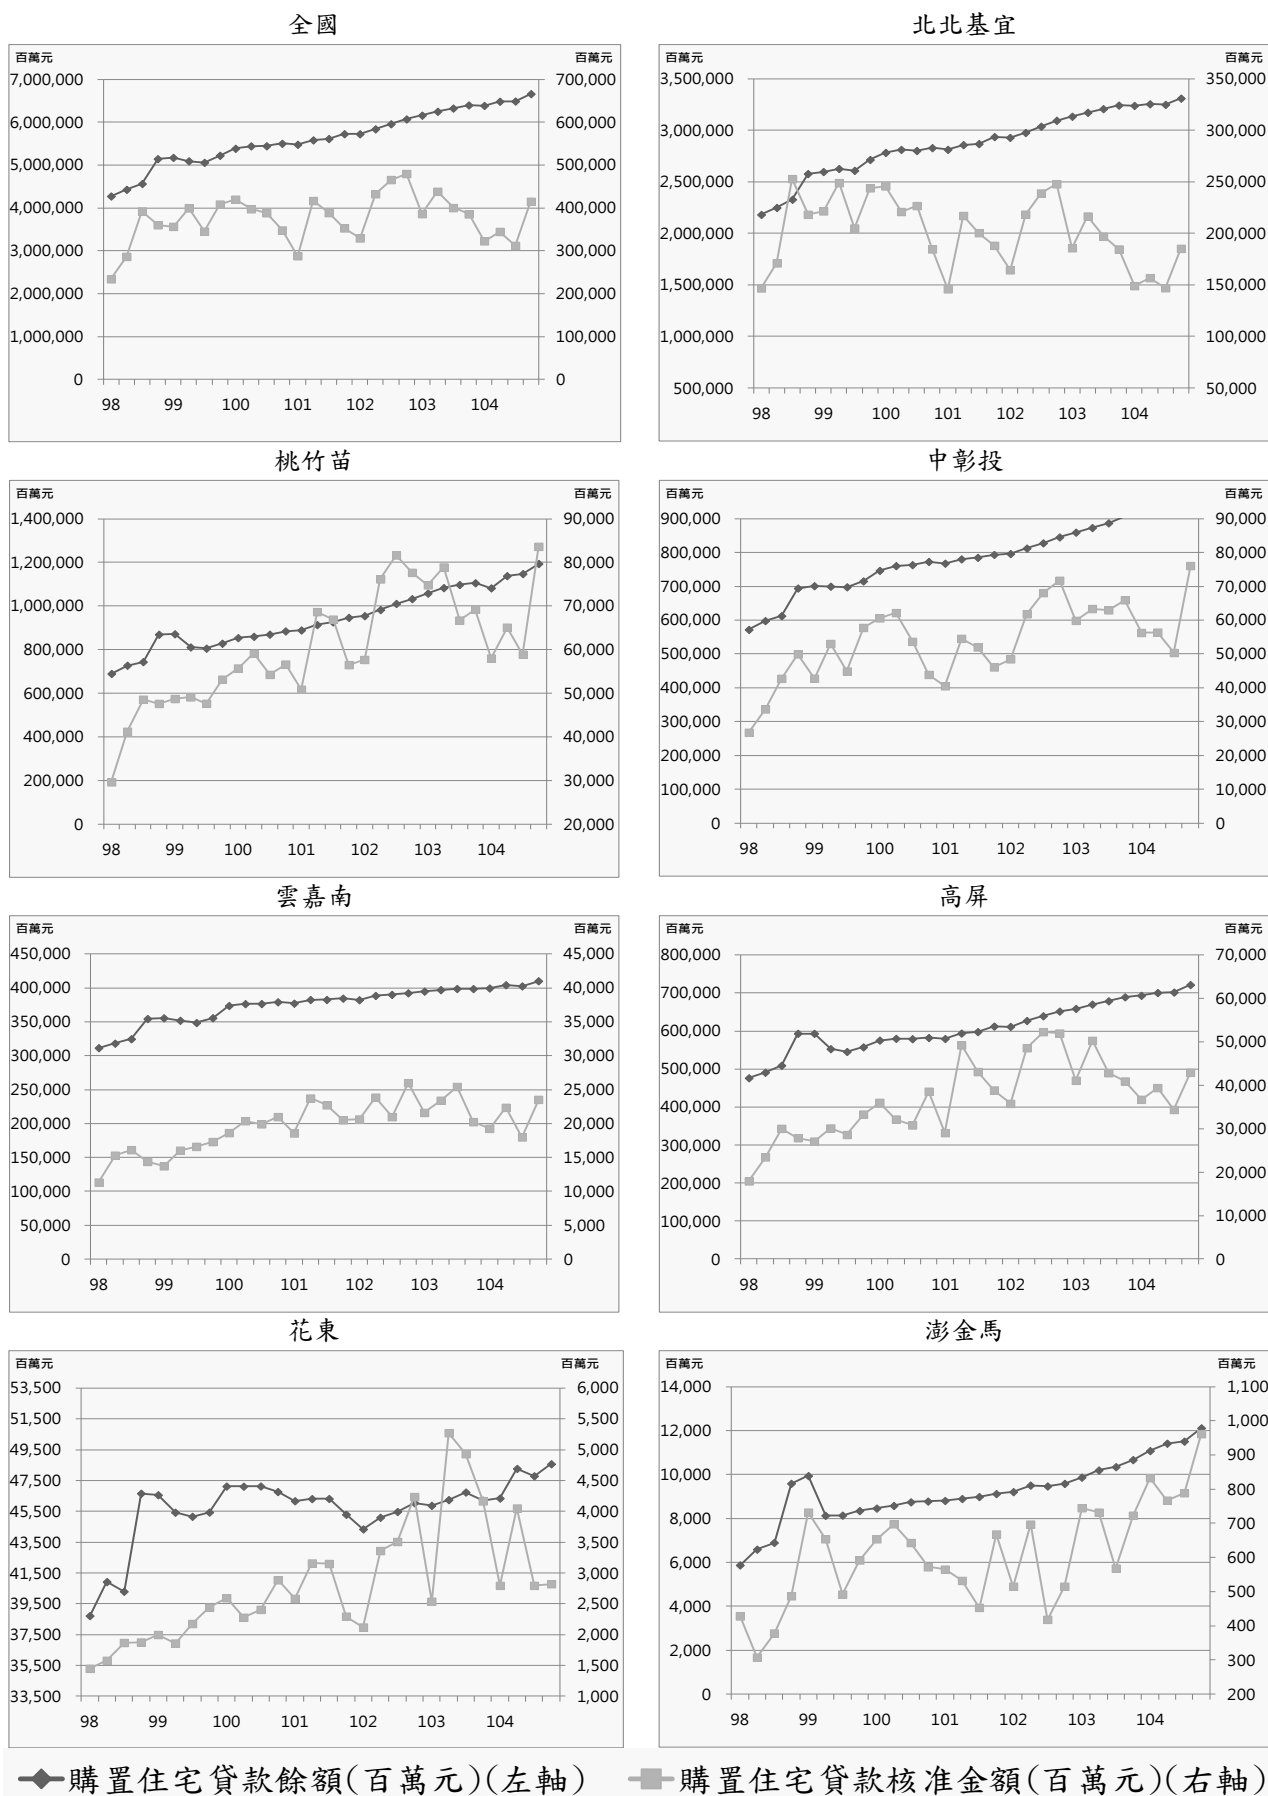 全國
百萬元 百萬元
7,000,000 700,000
6,000,000 600,000
5,000,000 500,000
4,000,000 400,000
3,000,000 300,000
2,000,000 200,000
1,000,000 100,000
0 0
98 99 100 101 102 103 104
北北基宜
百萬元 百萬元
3,500,000 350,000
3,000,000 300,000
2,500,000 250,000
2,000,000 200,000
1,500,000 150,000
1,000,000 100,000
500,000 50,000
98 99 100 101 102 103 104
桃竹苗
百萬元 百萬元
1,400,000 90,000
1,200,000 80,000
1,000,000 70,000
800,000 60,000
600,000 50,000
400,000 40,000
200,000 30,000
0 20,000
98 99 100 101 102 103 104
中彰投
百萬元 百萬元
900,000 90,000
800,000 80,000
700,000 70,000
600,000 60,000
500,000 50,000
400,000 40,000
300,000 30,000
200,000 20,000
100,000 10,000
0 0
98 99 100 101 102 103 104
雲嘉南
百萬元 百萬元
450,000 45,000
400,000 40,000
350,000 35,000
300,000 30,000
250,000 25,000
200,000 20,000
150,000 15,000
100,000 10,000
50,000 5,000
0 0
98 99 100 101 102 103 104
高屏
百萬元 百萬元
800,000 70,000
700,000 60,000
600,000 50,000
500,000 40,000
400,000 30,000
300,000 20,000
200,000 10,000
100,000 0
0
98 99 100 101 102 103 104
花東
百萬元 百萬元
53,500 6,000
51,500 5,500
49,500 5,000
47,500 4,500
45,500 4,000
43,500 3,500
41,500 3,000
39,500 2,500
37,500 2,000
35,500 1,500
33,500 1,000
98 99 100 101 102 103 104
澎金馬
百萬元 百萬元
14,000 1,100
12,000 1,000
10,000 900
8,000 800
6,000 700
4,000 600
2,000 500
0 400
300
200
98 99 100 101 102 103 104
購置住宅貸款餘額(百萬元)(左軸) 購置住宅貸款核准金額(百萬元)(右軸)